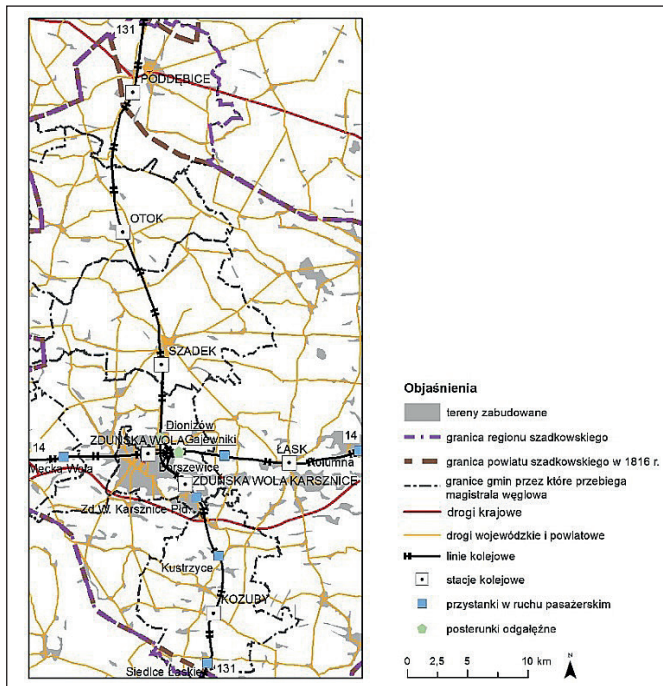 131
PODDĘBICE
OTOK
SZADEK
Dionizów
14
ZDUŃSKA WOLA
Gajewniki
ŁASK
14
Męcka Wola
Borszewice
Kolumna
ZDUŃSKA WOLA KARSZNICE
Zd.W. Karsznice Płd.
Kustrzyce
KOZUBY
Siedlce Łaskie
131
Objaśnienia
tereny zabudowane
granica regionu szadkowskiego
granica powiatu szadkowskiego w 1816 r.
granice gmin przez które przebiega
magistrala węglowa
drogi krajowe
drogi wojewódzkie i powiatowe
linie kolejowe
stacje kolejowe
przystanki w ruchu pasażerskim
posterunki odgałęźne
N
0 2,5 5 10 km